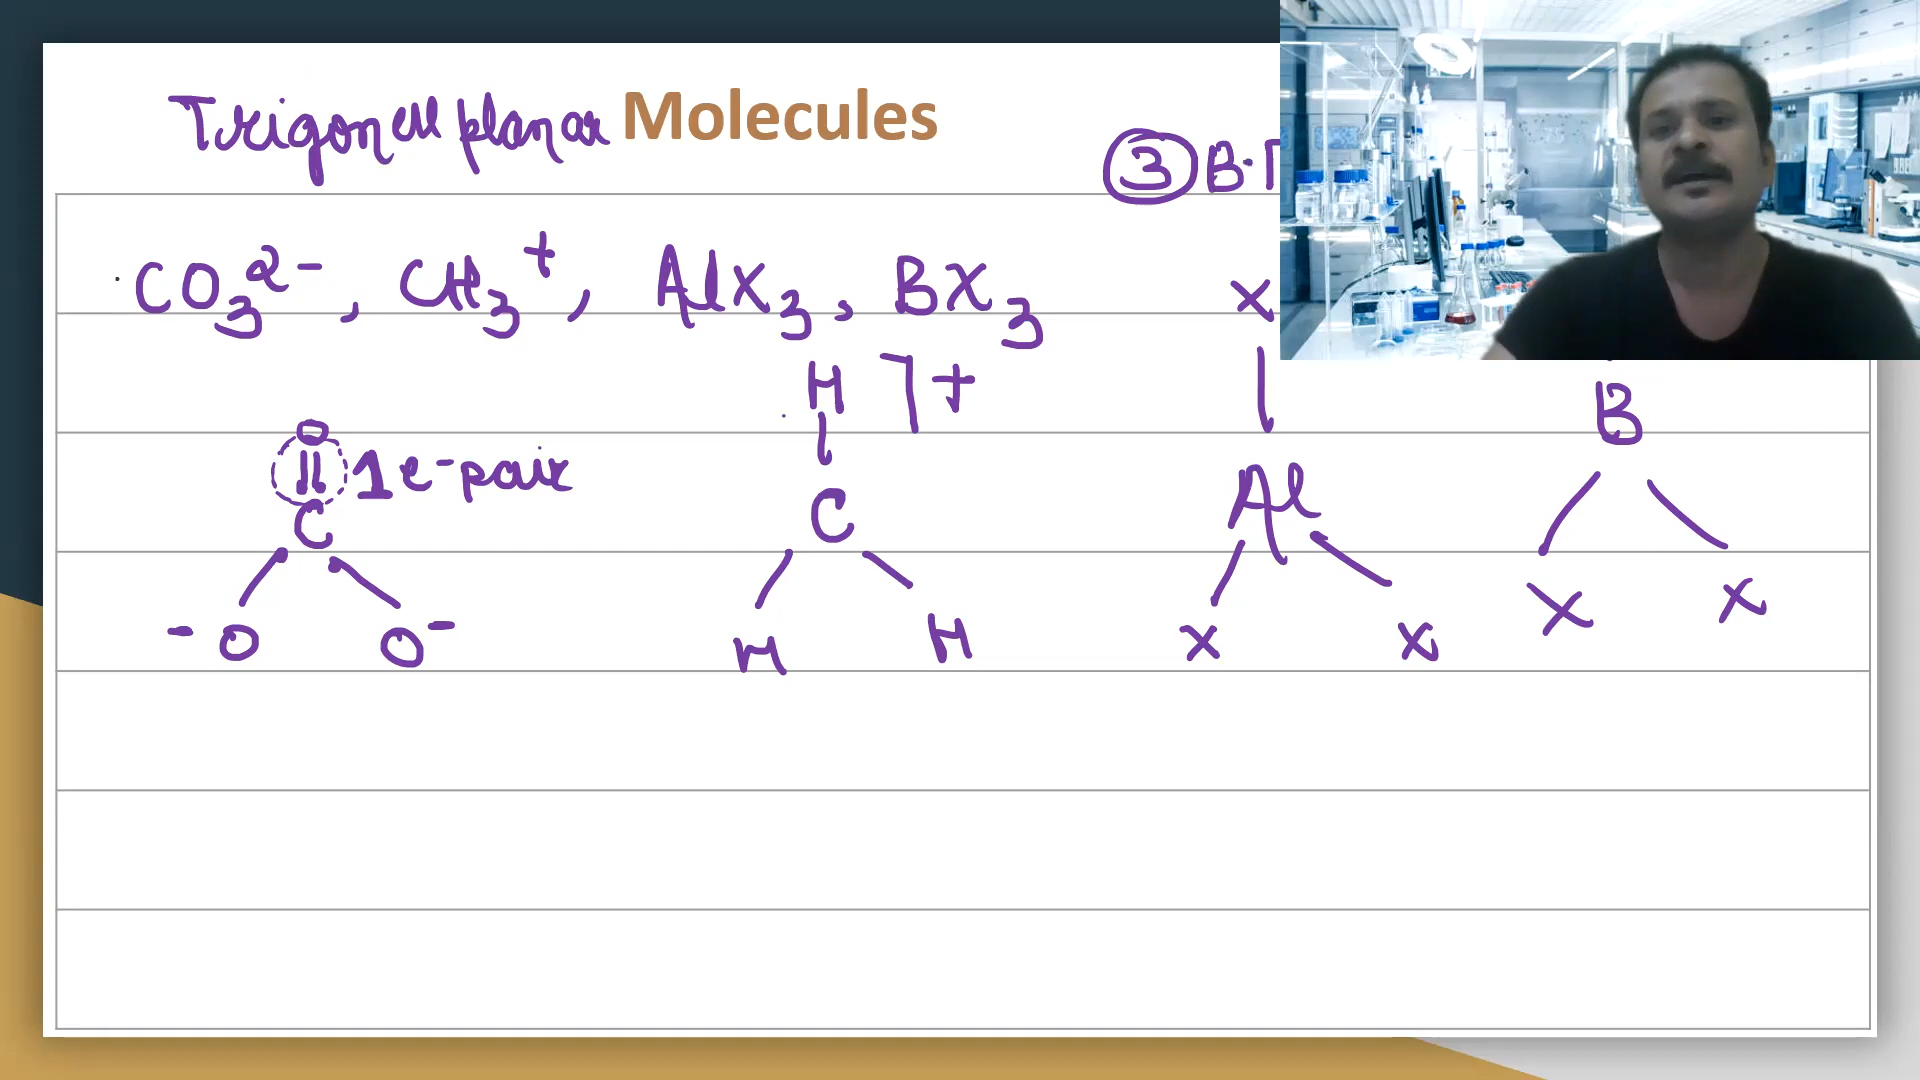 Trigonal planar Molecules
③ B.
CO₃²⁻, CH₃⁺, AlX₃, BX₃
X
H ⌉+
B
O
|| 1 e⁻pair
C C Al
X X
⁻O O⁻ H H X X